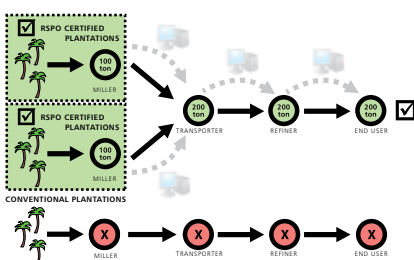 RSPO CERTIFIED
PLANTATIONS
100
ton
MILLER
RSPO CERTIFIED
PLANTATIONS
100
ton
MILLER
200
ton
TRANSPORTER
200
ton
REFINER
200
ton
END USER
CONVENTIONAL PLANTATIONS
X
MILLER
X
TRANSPORTER
X
REFINER
X
END USER